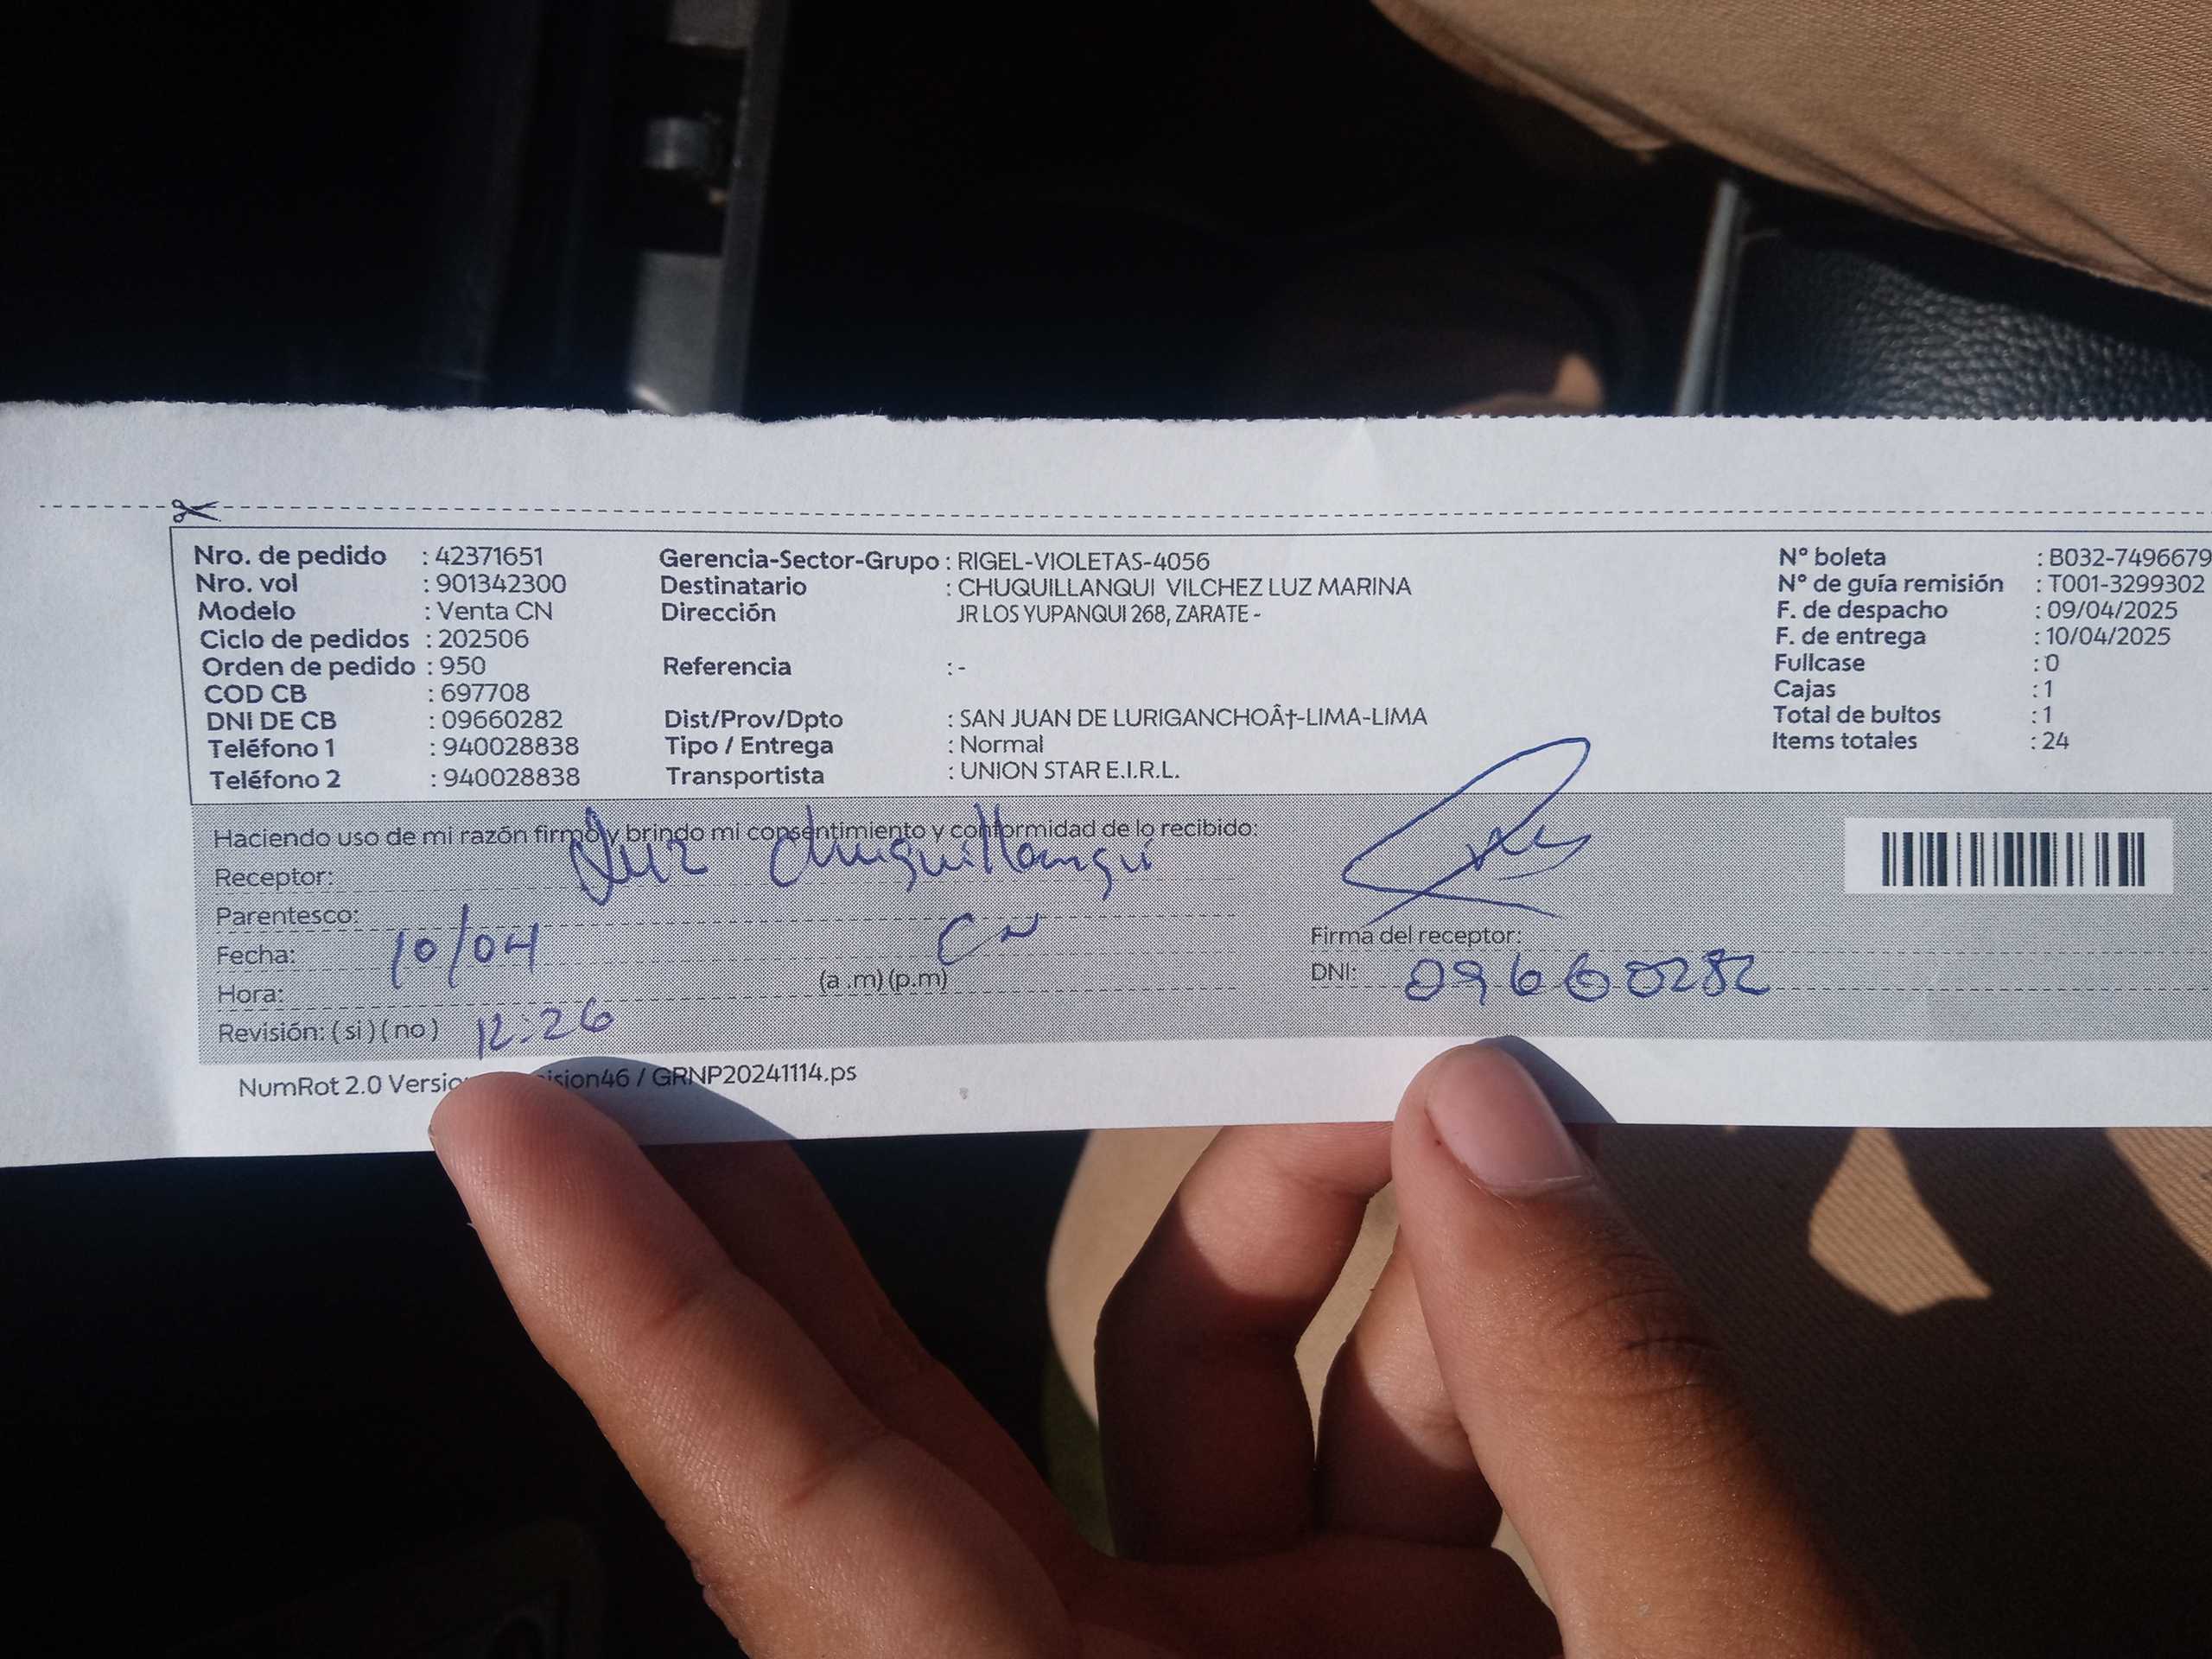 Nro. de pedido : 42371651 Gerencia-Sector-Grupo : RIGEL-VIOLETAS-4056 N° boleta : B032-7496679
Nro. vol : 901342300 Destinatario : CHUQUILLANQUI VILCHEZ LUZ MARINA N° de guía remisión : T001-3299302
Modelo : Venta CN Dirección JR LOS YUPANQUI 268, ZARATE - F. de despacho : 09/04/2025
Ciclo de pedidos : 202506 F. de entrega : 10/04/2025
Orden de pedido : 950 Referencia : - Fullcase : 0
COD CB : 697708 Cajas : 1
DNI DE CB : 09660282 Dist/Prov/Dpto : SAN JUAN DE LURIGANCHOÂ†-LIMA-LIMA Total de bultos : 1
Teléfono 1 : 940028838 Tipo / Entrega : Normal Items totales : 24
Teléfono 2 : 940028838 Transportista : UNION STAR E.I.R.L.
Haciendo uso de mi razón firmo y brindo mi consentimiento y conformidad de lo recibido:
Receptor: Luz Chuquillanqui
Parentesco: CN
Firma del receptor:
Fecha: 10/04
DNI: 09660282
Hora: (a .m) (p.m)
Revisión: ( si ) ( no ) 12:26
NumRot 2.0 ision46 / GRNP20241114.ps